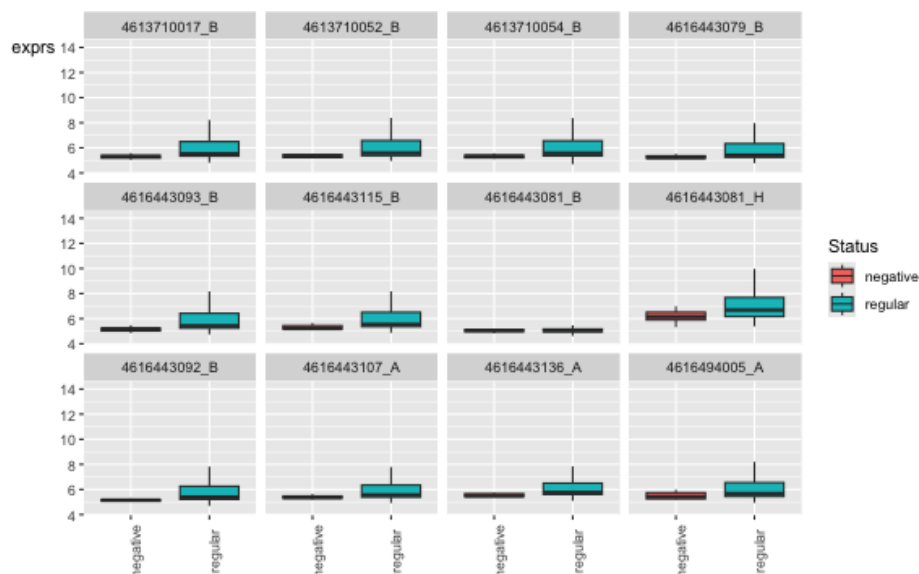 4613710017_B 4613710052_B 4613710054_B 4616443079_B
exprs
14
12
10
8
6
4
4616443093_B 4616443115_B 4616443081_B 4616443081_H
14
12
10
8
6
4
Status
negative
regular
4616443092_B 4616443107_A 4616443136_A 4616494005_A
14
12
10
8
6
4
negative regular negative regular negative regular negative regular